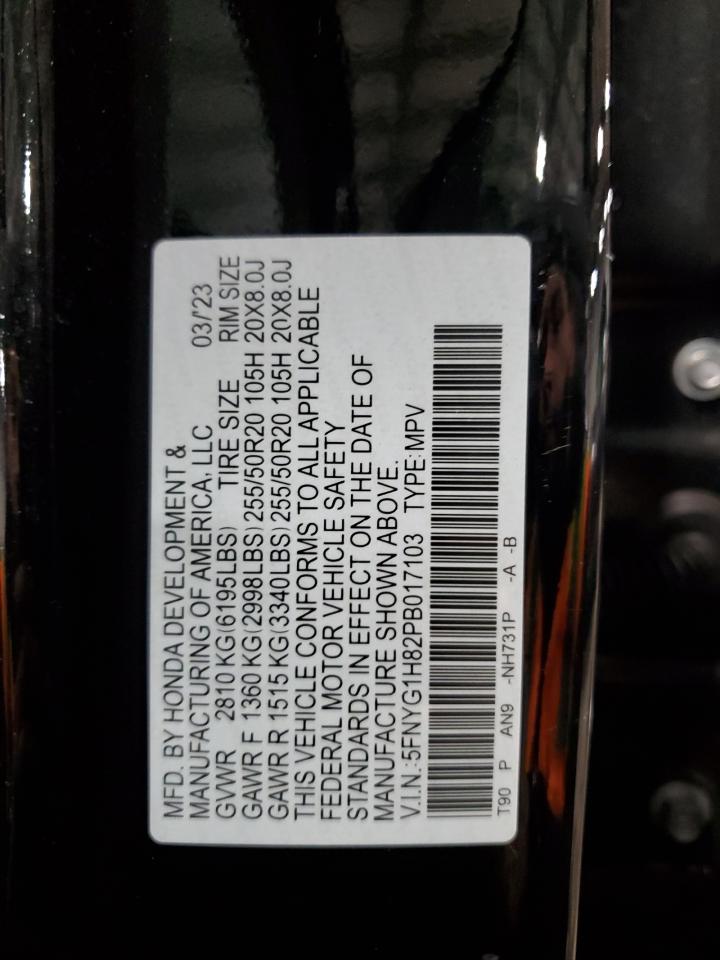 MFD. BY HONDA DEVELOPMENT &
MANUFACTURING OF AMERICA, LLC 03/'23
GVWR 2810 KG(6195LBS) TIRE SIZE RIM SIZE
GAWR F 1360 KG(2998LBS) 255/50R20 105H 20X8.0J
GAWR R 1515 KG(3340LBS) 255/50R20 105H 20X8.0J
THIS VEHICLE CONFORMS TO ALL APPLICABLE
FEDERAL MOTOR VEHICLE SAFETY
STANDARDS IN EFFECT ON THE DATE OF
MANUFACTURE SHOWN ABOVE.
V.I.N.:5FNYG1H82PB017103 TYPE:MPV
T90 P AN9 -NH731P -A -B